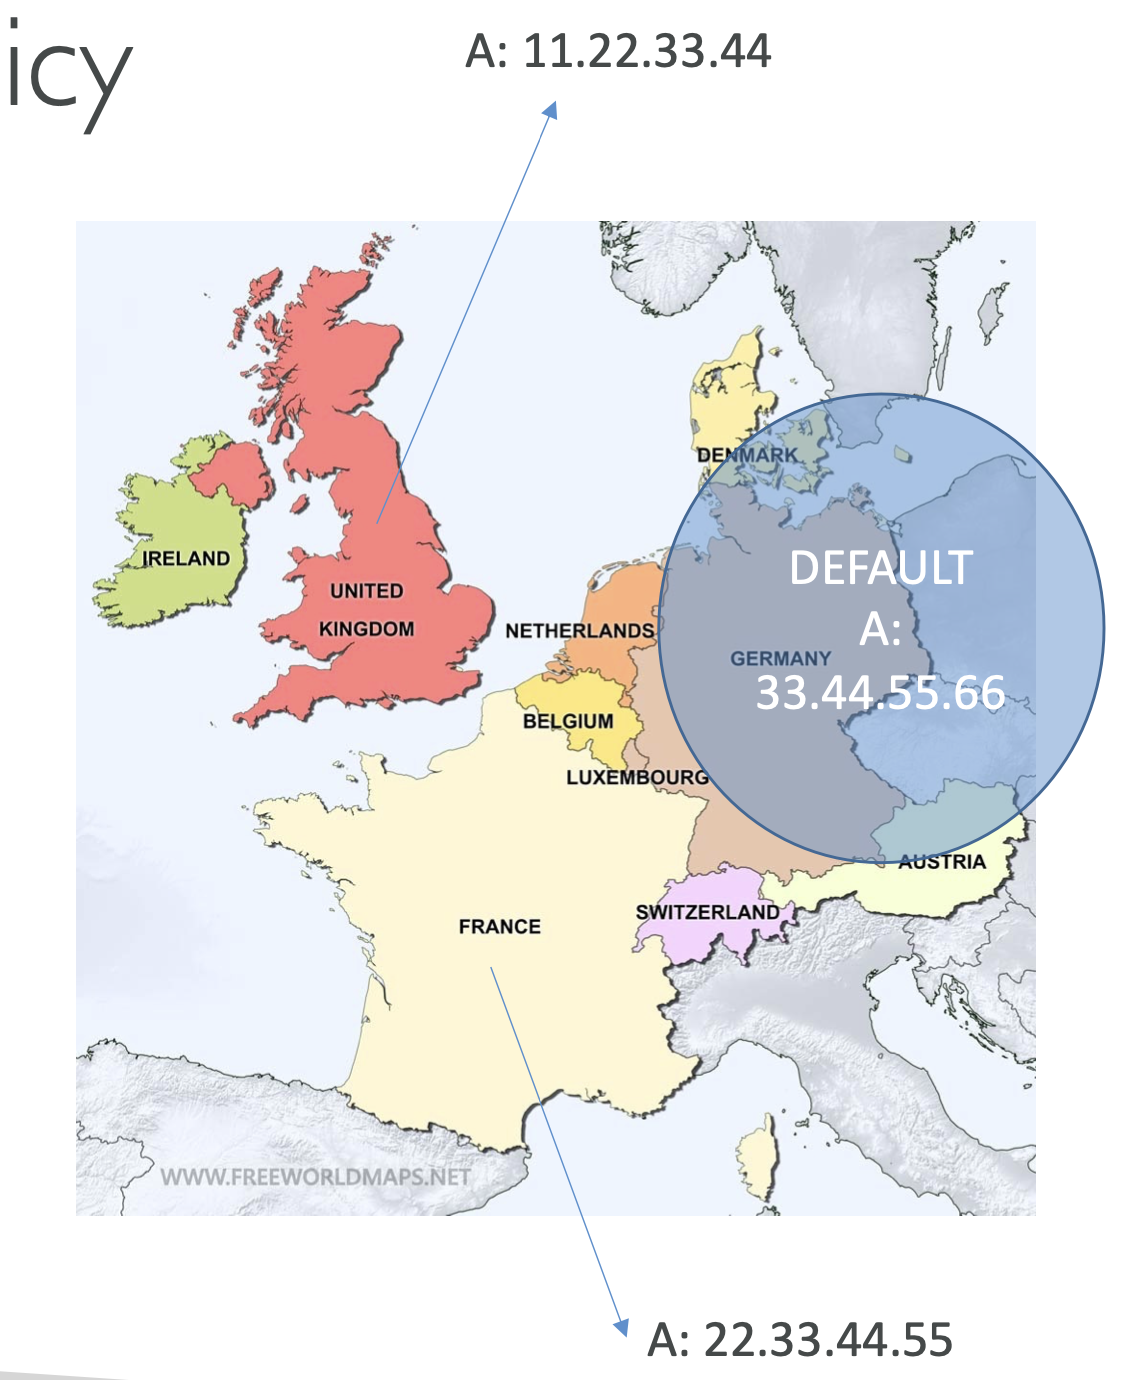 icy
A: 11.22.33.44
DENMARK
IRELAND
UNITED
KINGDOM
NETHERLANDS
DEFAULT
A:
33.44.55.66
GERMANY
BELGIUM
LUXEMBOURG
AUSTRIA
SWITZERLAND
FRANCE
WWW.FREEWORLDMAPS.NET
A: 22.33.44.55